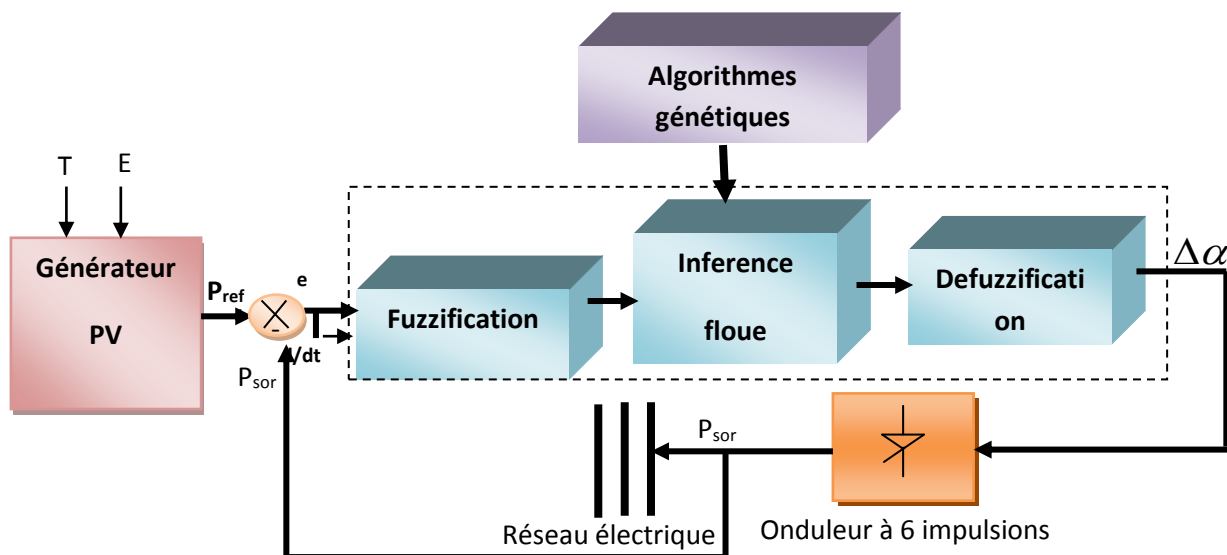 Algorithmes
génétiques
T
E
Générateur
PV
Pref
e
-
/dt
Psor
Fuzzification
Inference
floue
Defuzzificati
on
Δα
Psor
Réseau électrique
Onduleur à 6 impulsions